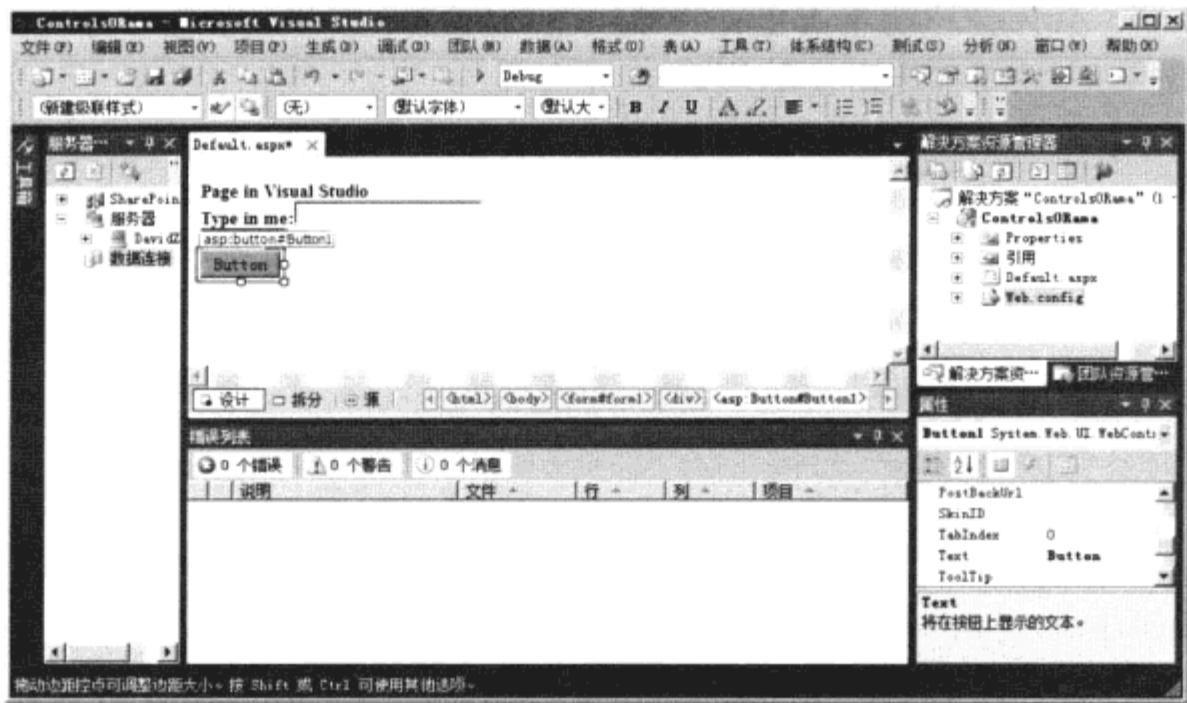 ControlsORama - Microsoft Visual Studio
文件(F) 编辑(E) 视图(V) 项目(P) 生成(B) 调试(D) 团队(M) 数据(A) 格式(O) 表(A) 工具(T) 体系结构(C) 测试(S) 分析(N) 窗口(W) 帮助(H)
Debug
(新建级联样式) (无) (默认字体) (默认大 B I U A
工具箱
服务器…
SharePoin
服务器
DavidZ
数据连接
Default.aspx*
Page in Visual Studio
Type in me:
asp:button#Button1
Button
设计 拆分 源 <html> <body> <form#form1> <div> <asp:Button#Button1>
错误列表
0 个错误 0 个警告 0 个消息
说明 文件 行 列 项目
解决方案资源管理器
解决方案 "ControlsORama" (1
ControlsORama
Properties
引用
Default.aspx
Web.config
解决方案资… 团队资源管…
属性
Button1 System.Web.UI.WebContr
PostBackUrl
SkinID
TabIndex 0
Text Button
ToolTip
Text
将在按钮上显示的文本。
拖动边距控点可调整边距大小。按 Shift 或 Ctrl 可使用其他选项。